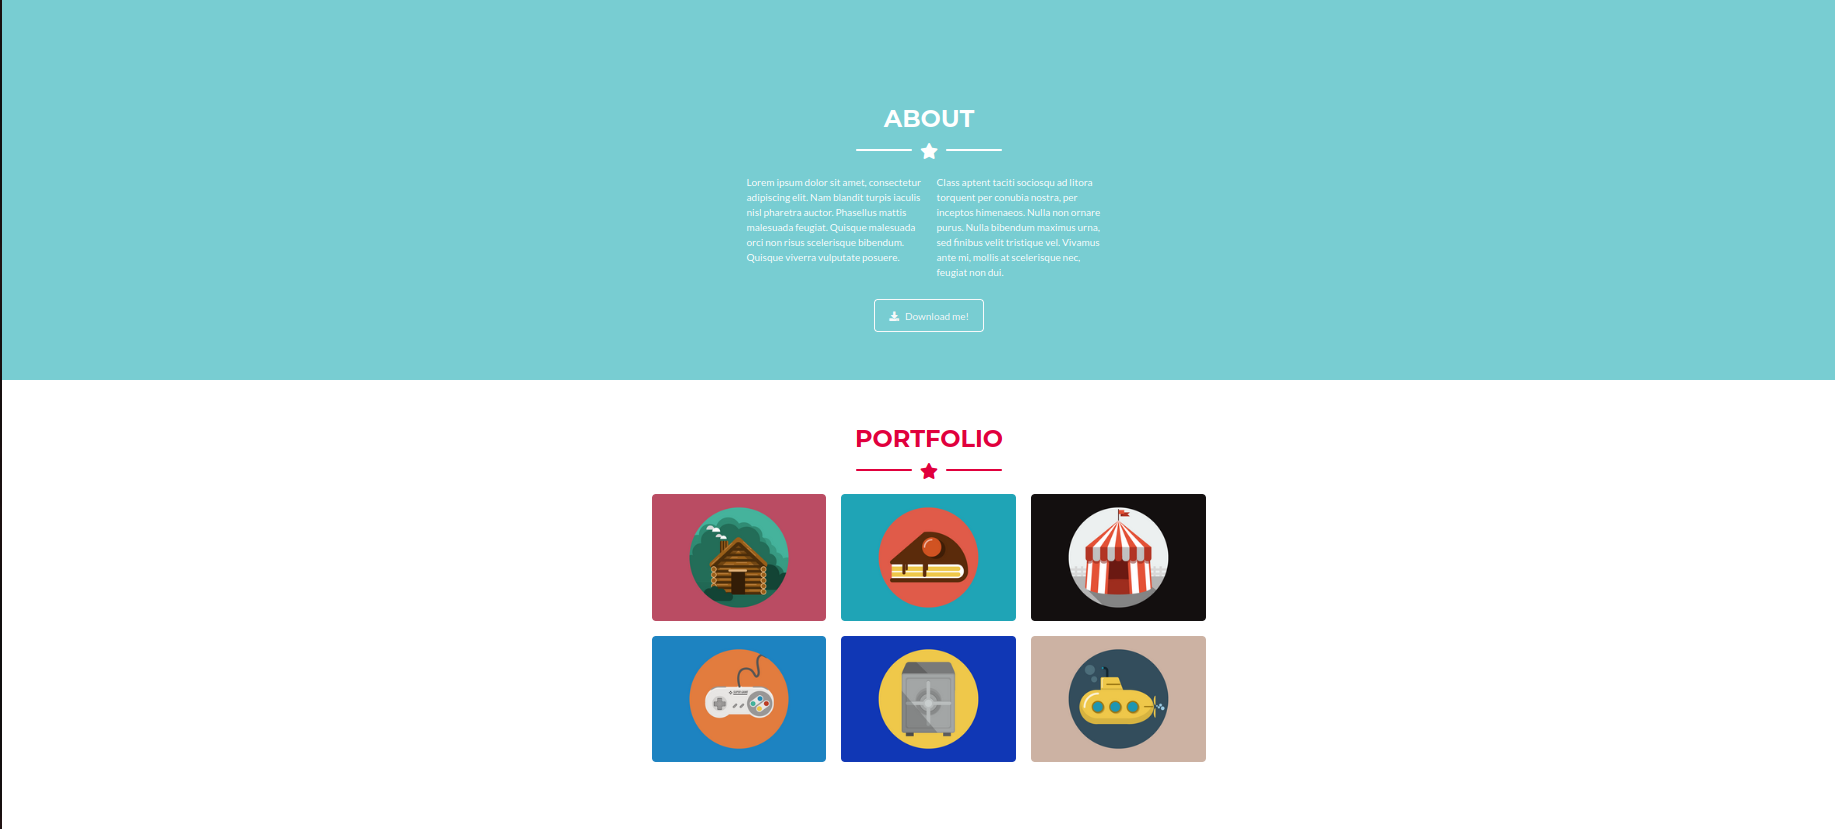 ABOUT
Lorem ipsum dolor sit amet, consectetur
adipiscing elit. Nam blandit turpis iaculis
nisl pharetra auctor. Phasellus mattis
malesuada feugiat. Quisque malesuada
orci non risus scelerisque bibendum.
Quisque viverra vulputate posuere.
Class aptent taciti sociosqu ad litora
torquent per conubia nostra, per
inceptos himenaeos. Nulla non ornare
purus. Nulla bibendum maximus urna,
sed finibus velit tristique vel. Vivamus
ante mi, mollis at scelerisque nec,
feugiat non dui.
Download me!
PORTFOLIO